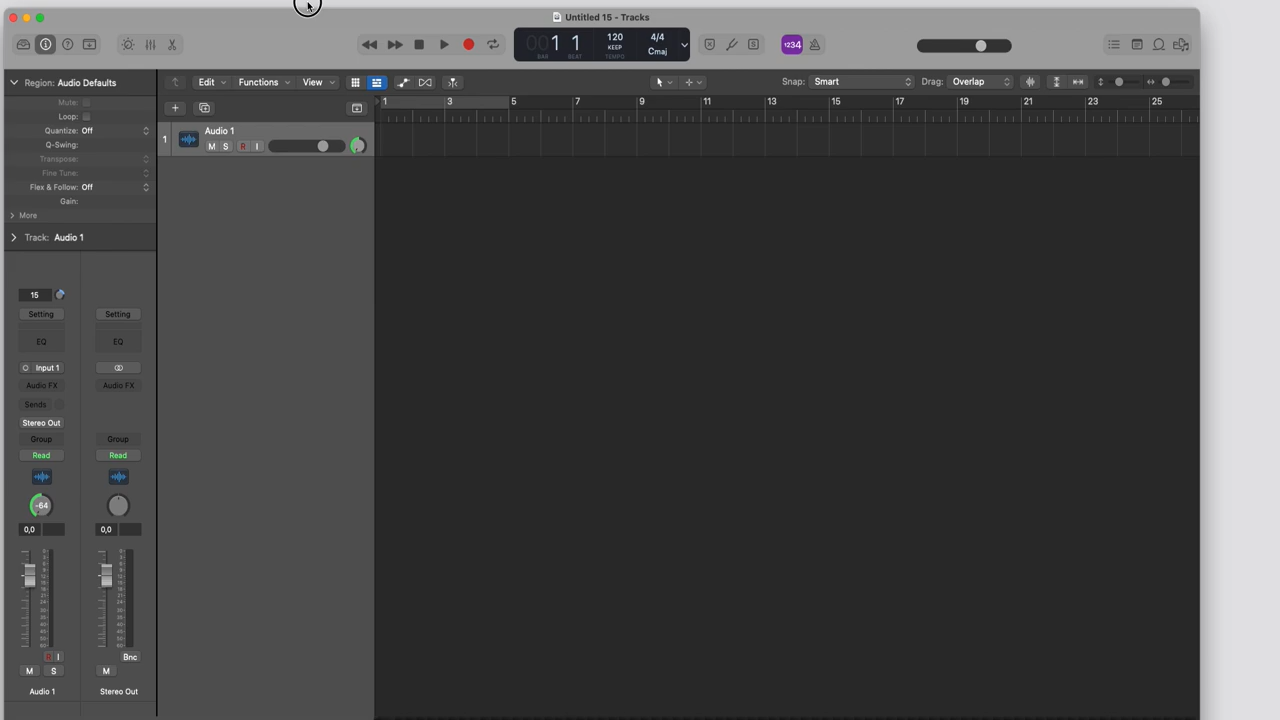 Untitled 15 - Tracks
001 1
BAR BEAT
120
KEEP
TEMPO
4/4
Cmaj
1234
Region: Audio Defaults
Mute:
Loop:
Quantize: Off
Q-Swing:
Transpose:
Fine Tune:
Flex & Follow: Off
Gain:
More
Track: Audio 1
Edit Functions View
Snap: Smart
Drag: Overlap
1 3 5 7 9 11 13 15 17 19 21 23 25
1
Audio 1
M S R I
15
Setting Setting
EQ EQ
Input 1
Audio FX Audio FX
Sends
Stereo Out
Group Group
Read Read
-64
0,0 0,0
R I Bnc
M S M
Audio 1 Stereo Out